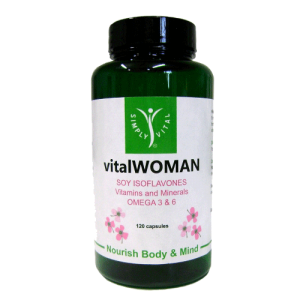 SIMPLY VITAL
vitalWOMAN
SOY ISOFLAVONES
Vitamins and Minerals
OMEGA 3 & 6
120 capsules
Nourish Body & Mind